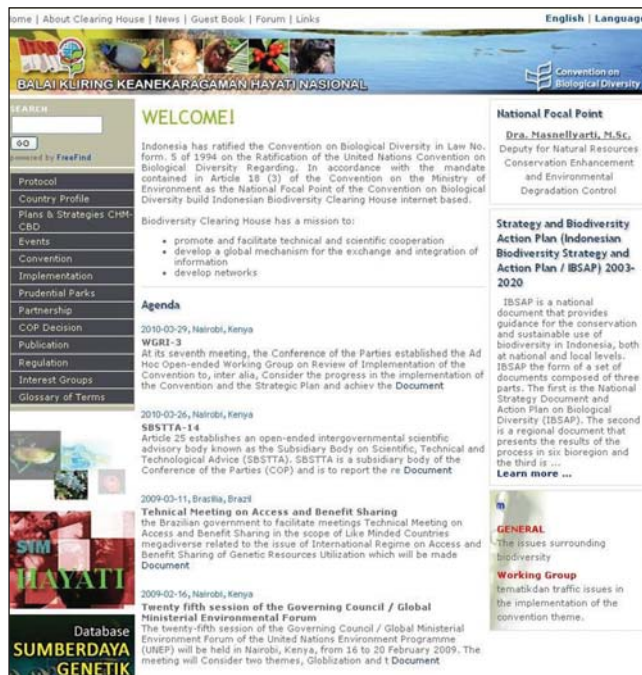 ome | About Clearing House | News | Guest Book | Forum | Links
English | Language
BALAI KLIRING KEANEKARAGAMAN HAYATI NASIONAL
Convention on
Biological Diversity
SEARCH
GO
powered by FreeFind
Protocol
Country Profile
Plans & Strategies CHM-
CBD
Events
Convention
Implementation
Prudential Parks
Partnership
COP Decision
Publication
Regulation
Interest Groups
Glossary of Terms
SIM
HAYATI
Database
SUMBERDAYA
GENETIK
WELCOME!
Indonesia has ratified the Convention on Biological Diversity in Law No.
form. 5 of 1994 on the Ratification of the United Nations Convention on
Biological Diversity Regarding. In accordance with the mandate
contained in Article 18 (3) of the Convention on the Ministry of
Environment as the National Focal Point of the Convention on Biological
Diversity build Indonesian Biodiversity Clearing House internet based.
Biodiversity Clearing House has a mission to:
• promote and facilitate technical and scientific cooperation
• develop a global mechanism for the exchange and integration of
information
• develop networks
Agenda
2010-03-29, Nairobi, Kenya
WGRI-3
At its seventh meeting, the Conference of the Parties established the Ad
Hoc Open-ended Working Group on Review of Implementation of the
Convention to, inter alia, Consider the progress in the implementation of
the Convention and the Strategic Plan and achiev the Document
2010-03-26, Nairobi, Kenya
SBSTTA-14
Article 25 establishes an open-ended intergovernmental scientific
advisory body known as the Subsidiary Body on Scientific, Technical and
Technological Advice (SBSTTA). SBSTTA is a subsidiary body of the
Conference of the Parties (COP) and is to report the re Document
2009-03-11, Brasilia, Brazil
Tehnical Meeting on Access and Benefit Sharing
the Brazilian government to facilitate meetings Technical Meeting on
Access and Benefit Sharing in the scope of Like Minded Countries
megadiverse related to the issue of International Regime on Access and
Benefit Sharing of Genetic Resources Utilization which will be made
Document
2009-02-16, Nairobi, Kenya
Twenty fifth session of the Governing Council / Global
Ministerial Environmental Forum
The twenty-fifth session of the Governing Council / Global Ministerial
Environment Forum of the United Nations Environment Programme
(UNEP) will be held in Nairobi, Kenya, from 16 to 20 February 2009. The
meeting will Consider two themes, Globlization and t Document
National Focal Point
Dra. Masnellyarti, M.Sc.
Deputy for Natural Resources
Conservation Enhancement
and Environmental
Degradation Control
Strategy and Biodiversity
Action Plan (Indonesian
Biodiversity Strategy and
Action Plan / IBSAP) 2003-
2020
IBSAP is a national
document that provides
guidance for the conservation
and sustainable use of
biodiversity in Indonesia, both
at national and local levels.
IBSAP the form of a set of
documents composed of three
parts. The first is the National
Strategy Document and
Action Plan on Biological
Diversity (IBSAP). The second
is a regional document that
presents the results of the
process in six bioregion and
the third is ...
Learn more ...
m
GENERAL
The issues surrounding
biodiversity
Working Group
tematikdan traffic issues in
the implementation of the
convention theme.